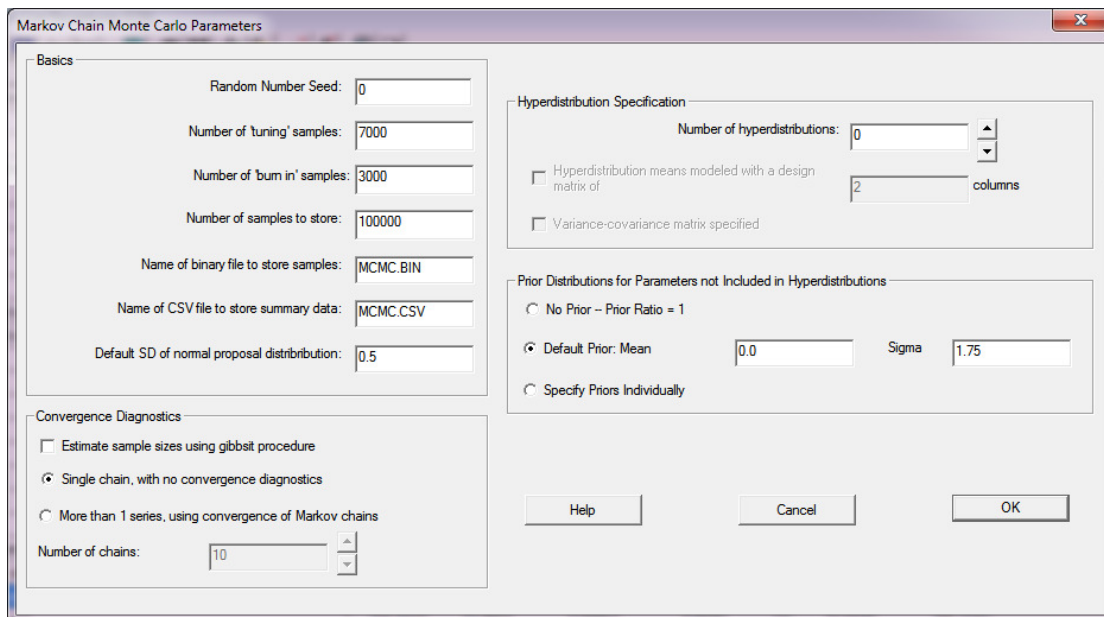 Markov Chain Monte Carlo Parameters
Basics
Random Number Seed: 0
Number of 'tuning' samples: 7000
Number of 'burn in' samples: 3000
Number of samples to store: 100000
Name of binary file to store samples: MCMC.BIN
Name of CSV file to store summary data: MCMC.CSV
Default SD of normal proposal distribribution: 0.5
Convergence Diagnostics
Estimate sample sizes using gibbsit procedure
Single chain, with no convergence diagnostics
More than 1 series, using convergence of Markov chains
Number of chains: 10
Hyperdistribution Specification
Number of hyperdistributions: 0
Hyperdistribution means modeled with a design
matrix of 2 columns
Variance-covariance matrix specified
Prior Distributions for Parameters not Included in Hyperdistributions
No Prior -- Prior Ratio = 1
Default Prior: Mean 0.0 Sigma 1.75
Specify Priors Individually
Help Cancel OK